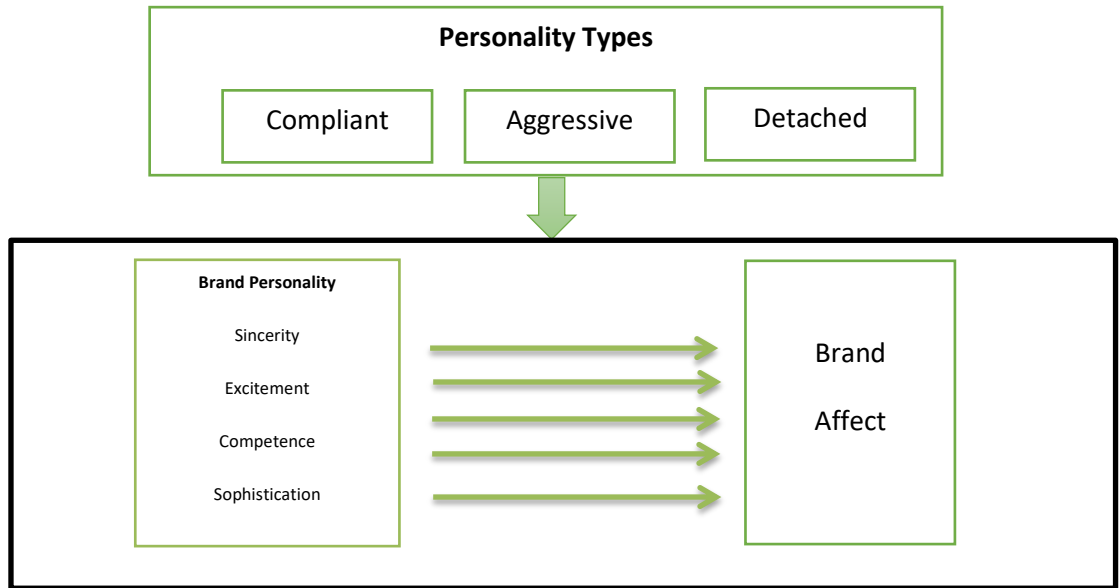 Personality Types
Compliant
Aggressive
Detached
Brand Personality
Sincerity
Excitement
Competence
Sophistication
Brand
Affect